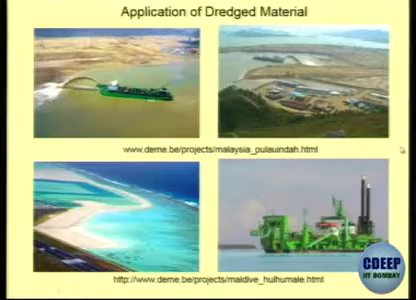 Application of Dredged Material
www.deme.be/projects/malaysia_pulauindah.html
http://www.deme.be/projects/maldive_hulhumale.html
CDEEP
IIT BOMBAY